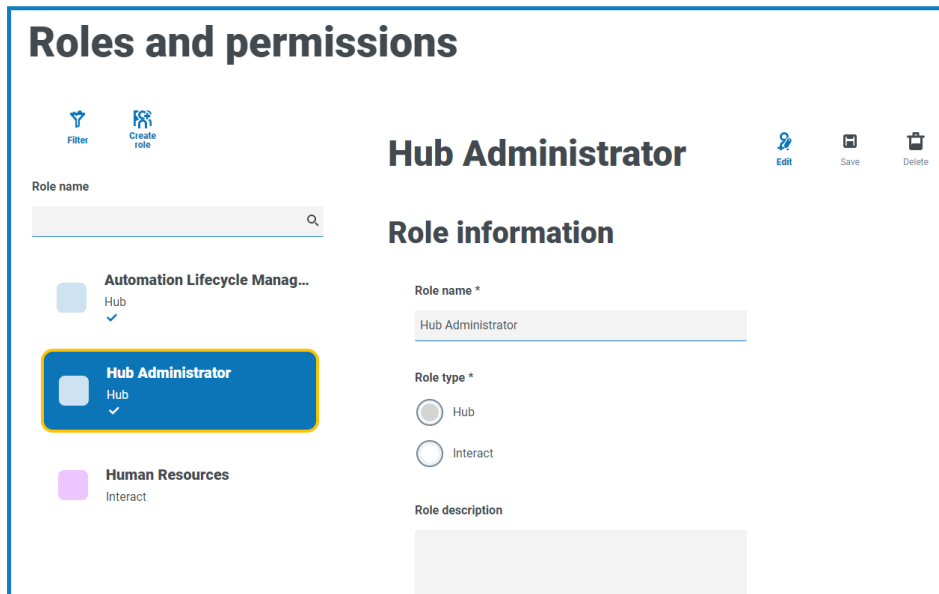 Roles and permissions
Filter
Create
role
Role name
Automation Lifecycle Manag...
Hub
Hub Administrator
Hub
Human Resources
Interact
Hub Administrator
Edit
Save
Delete
Role information
Role name *
Hub Administrator
Role type *
Hub
Interact
Role description